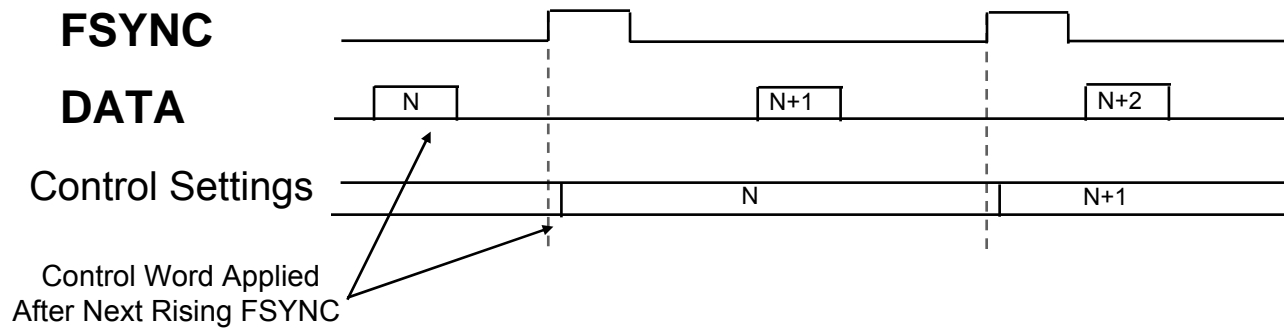 FSYNC
DATA
N
N+1
N+2
Control Settings
N
N+1
Control Word Applied
After Next Rising FSYNC